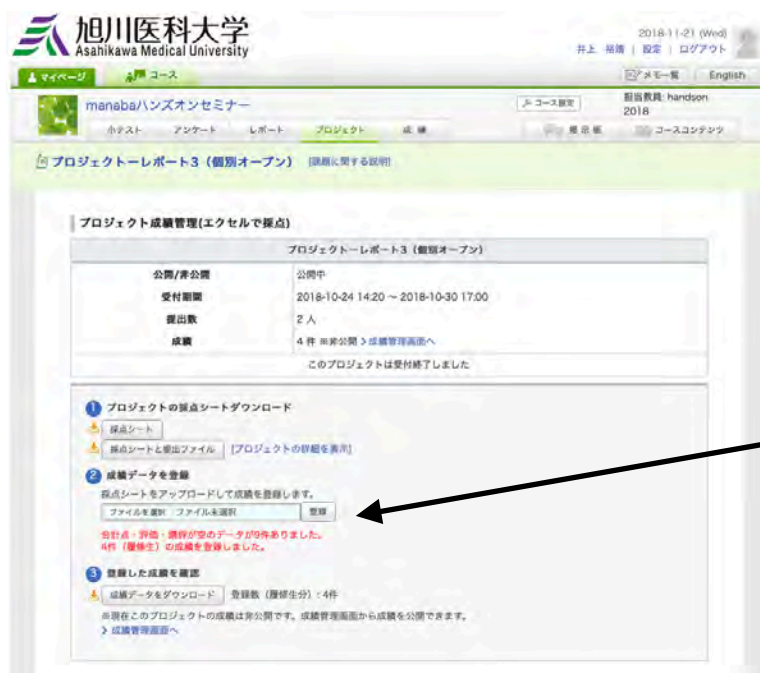 旭川医科大学
Asahikawa Medical University
2018-11-21 (Wed)
井上 裕靖 | 設定 | ログアウト
マイページ コース
メモ一覧 English
manabaハンズオンセミナー
コース設定
担当教員: handson 2018
小テスト アンケート レポート プロジェクト 成績 掲示板 コースコンテンツ
プロジェクトーレポート3（個別オープン） [課題に関する説明]
プロジェクト成績管理(エクセルで採点)
プロジェクトーレポート3（個別オープン）
公開/非公開 公開中
受付期間 2018-10-24 14:20 ～ 2018-10-30 17:00
提出数 2 人
成績 4 件 ※非公開 > 成績管理画面へ
このプロジェクトは受付終了しました
1 プロジェクトの採点シートダウンロード
採点シート
採点シートと提出ファイル [プロジェクトの詳細を表示]
2 成績データを登録
採点シートをアップロードして成績を登録します。
ファイルを選択 ファイル未選択 登録
合計点・評価・講評が空のデータが9件ありました。
4件（履修生）の成績を登録しました。
3 登録した成績を確認
成績データをダウンロード 登録数（履修生分）: 4件
※現在このプロジェクトの成績は非公開です。成績管理画面から成績を公開できます。
> 成績管理画面へ